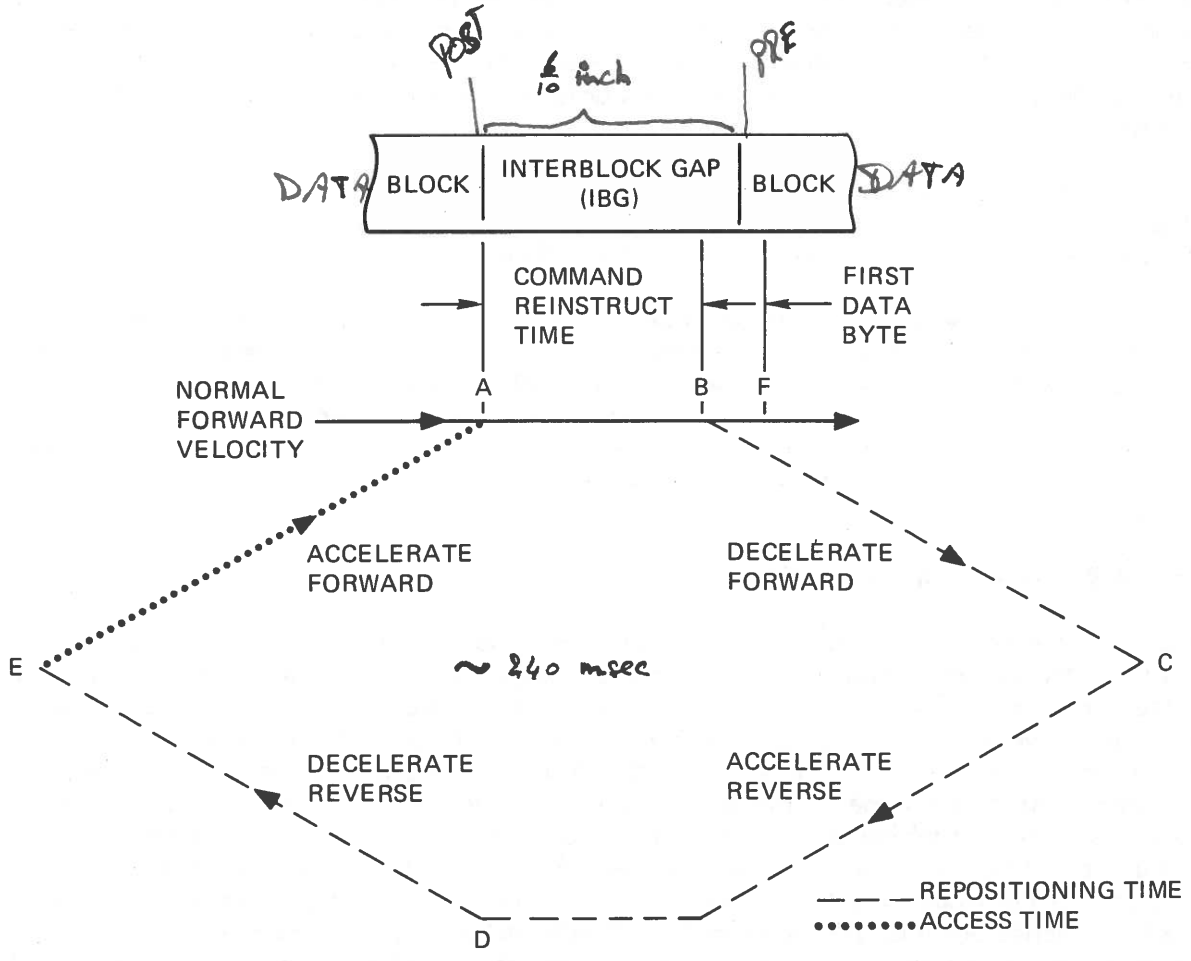 POST
PRE
6/10 inch
DATA
BLOCK
INTERBLOCK GAP
(IBG)
BLOCK
DATA
COMMAND
REINSTRUCT
TIME
FIRST
DATA
BYTE
NORMAL
FORWARD
VELOCITY
A
B
F
ACCELERATE
FORWARD
DECELERATE
FORWARD
E
~ 240 msec
C
DECELERATE
REVERSE
ACCELERATE
REVERSE
D
REPOSITIONING TIME
ACCESS TIME